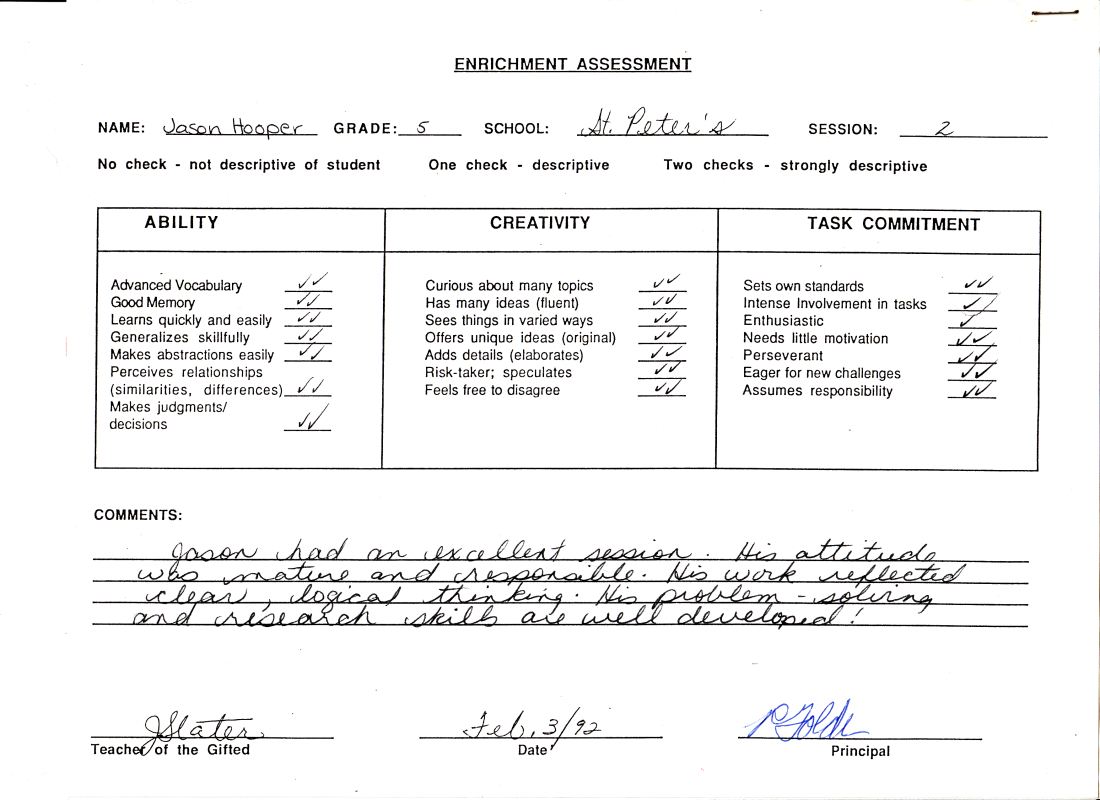 ENRICHMENT ASSESSMENT
NAME: Jason Hooper GRADE: 5 SCHOOL: St. Peter's SESSION: 2
No check - not descriptive of student One check - descriptive Two checks - strongly descriptive
ABILITY CREATIVITY TASK COMMITMENT
Advanced Vocabulary ✓✓ Curious about many topics ✓✓ Sets own standards ✓✓
Good Memory ✓✓ Has many ideas (fluent) ✓✓ Intense Involvement in tasks ✓✓
Learns quickly and easily ✓✓ Sees things in varied ways ✓✓ Enthusiastic ✓
Generalizes skillfully ✓✓ Offers unique ideas (original) ✓✓ Needs little motivation ✓✓
Makes abstractions easily ✓✓ Adds details (elaborates) ✓✓ Perseverant ✓✓
Perceives relationships Risk-taker; speculates ✓✓ Eager for new challenges ✓✓
(similarities, differences) ✓✓ Feels free to disagree ✓✓ Assumes responsibility ✓✓
Makes judgments/
decisions ✓✓
COMMENTS:
Jason had an excellent session. His attitude
was mature and responsible. His work reflected
clear, logical thinking. His problem-solving
and research skills are well developed!
JSlater Feb. 3/92
Teacher of the Gifted Date Principal